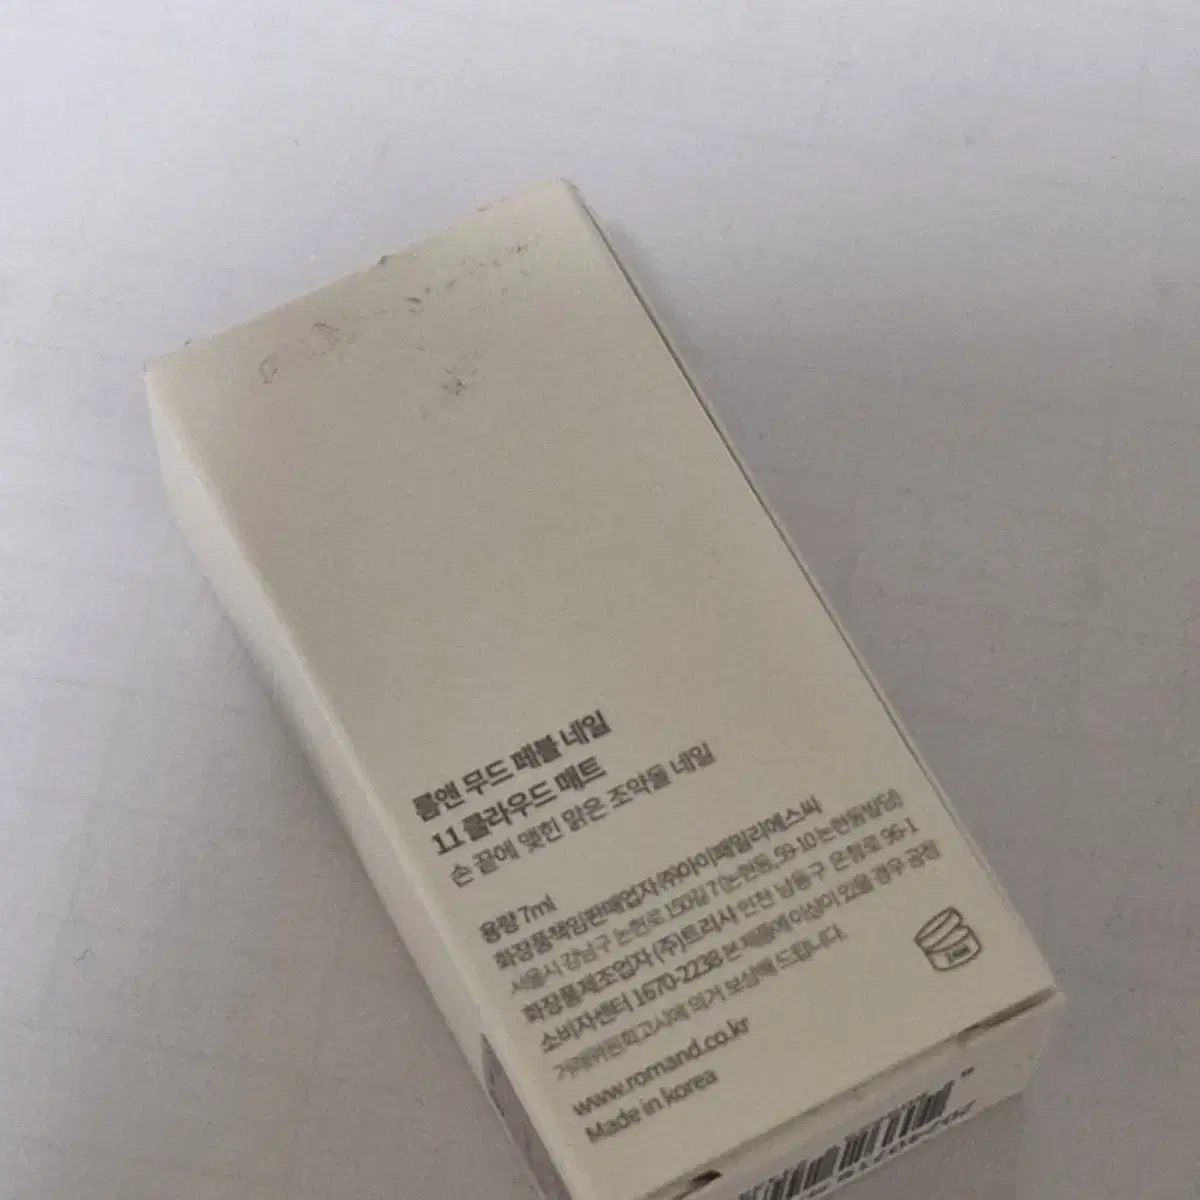 롬앤 무드 페블 네일
11 클라우드 매트
손 끝에 맺힌 맑은 조약돌 네일
용량 7ml
화장품책임판매업자 (주)아이패밀리에스씨
서울시 강남구 논현로 150길 7 (논현동, 99-10 논현동빌딩)
화장품제조업자 (주)트리샤 인천 남동구 은청로 96-1
소비자센터 1670-2238 본 제품에 이상이 있을 경우 공정
거래위원회고시에 의거 보상해 드립니다.
www.romand.co.kr
Made in korea